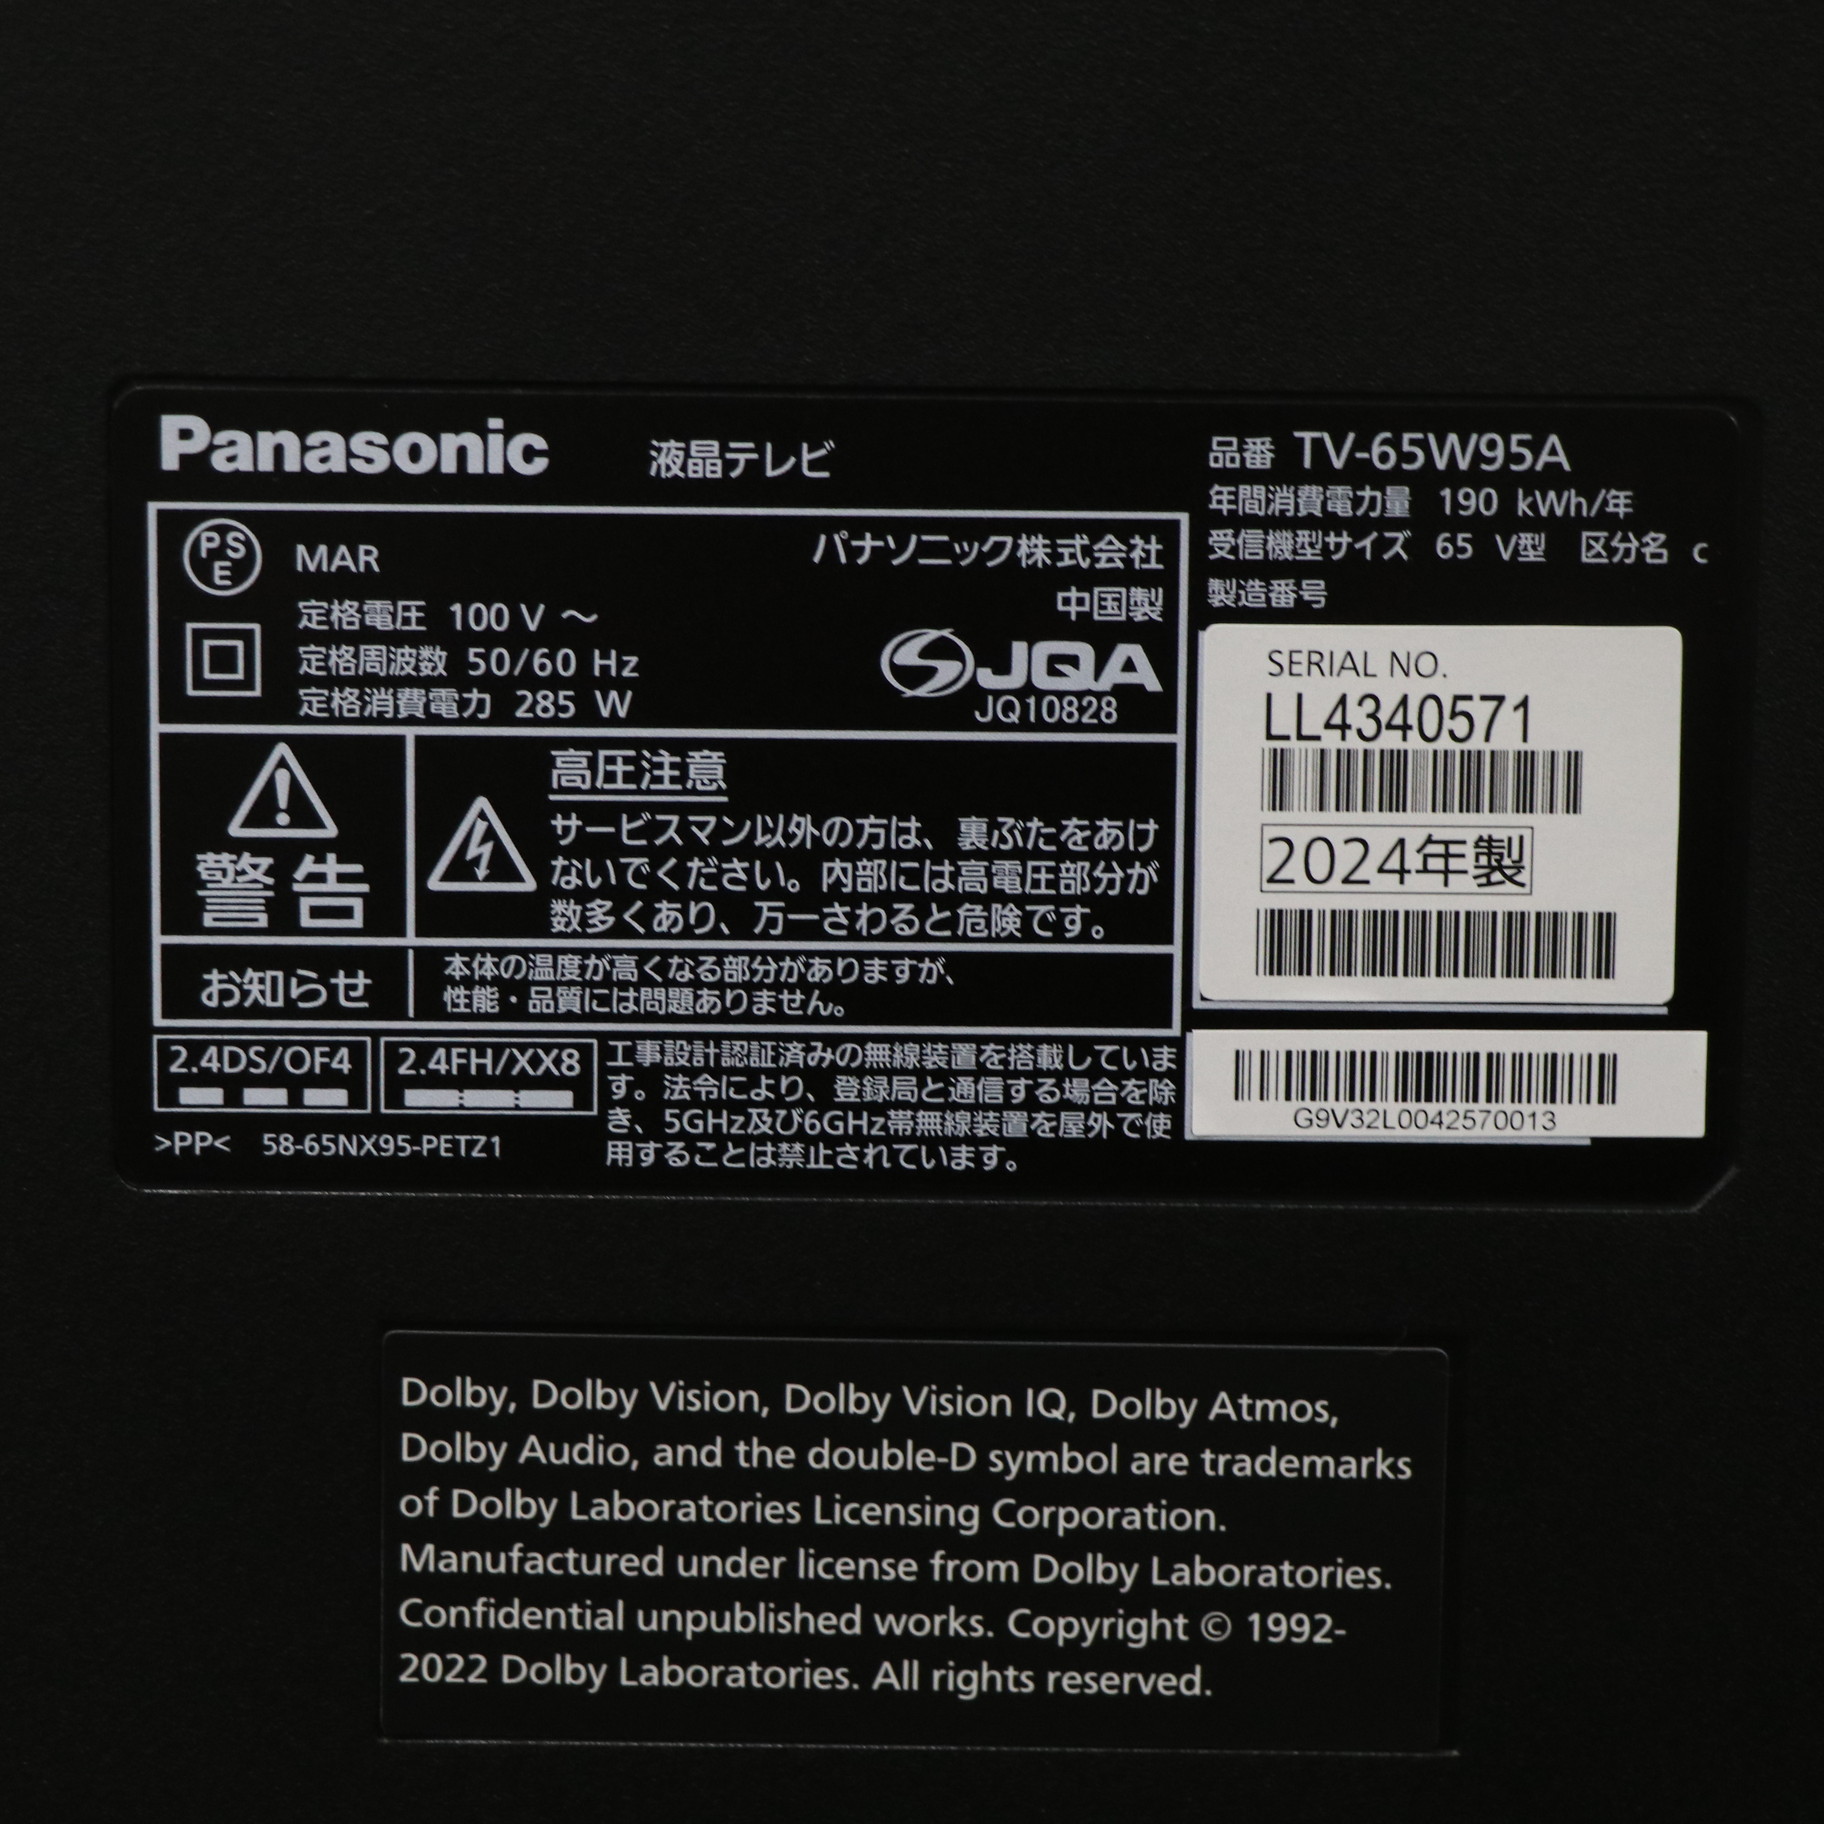 Panasonic 液晶テレビ
品番 TV-65W95A
年間消費電力量 190 kWh/年
受信機型サイズ 65 V型 区分名 c
製造番号
SERIAL NO.
LL4340571
2024年製
G9V32L0042570013
PS
E
MAR
パナソニック株式会社
中国製
定格電圧 100 V ～
定格周波数 50/60 Hz
定格消費電力 285 W
JQA
JQ10828
警告
高圧注意
サービスマン以外の方は、裏ぶたをあけ
ないでください。内部には高電圧部分が
数多くあり、万一さわると危険です。
お知らせ
本体の温度が高くなる部分がありますが、
性能・品質には問題ありません。
2.4DS/OF4
2.4FH/XX8
工事設計認証済みの無線装置を搭載していま
す。法令により、登録局と通信する場合を除
き、5GHz及び6GHz帯無線装置を屋外で使
用することは禁止されています。
>PP< 58-65NX95-PETZ1
Dolby, Dolby Vision, Dolby Vision IQ, Dolby Atmos,
Dolby Audio, and the double-D symbol are trademarks
of Dolby Laboratories Licensing Corporation.
Manufactured under license from Dolby Laboratories.
Confidential unpublished works. Copyright © 1992-
2022 Dolby Laboratories. All rights reserved.